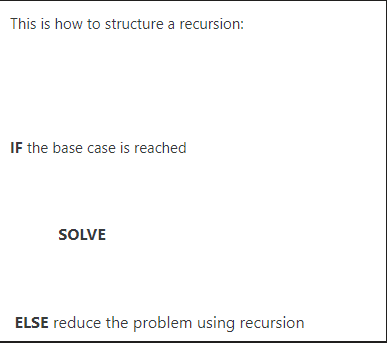 This is how to structure a recursion:
IF the base case is reached
SOLVE
ELSE reduce the problem using recursion